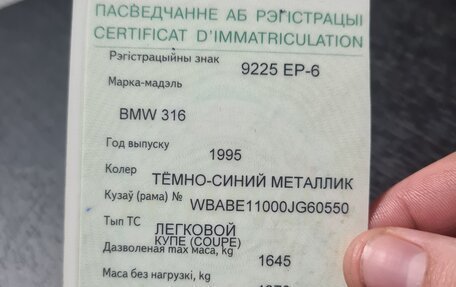 ПАСВЕДЧАННЕ АБ РЭГІСТРАЦЫІ
CERTIFICAT D'IMMATRICULATION
Рэгістрацыйны знак 9225 EP-6
Марка-мадэль
BMW 316
Год выпуску 1995
Колер ТЁМНО-СИНИЙ МЕТАЛЛИК
Кузаў (рама) № WBABE11000JG60550
Тып ТС ЛЕГКОВОЙ
КУПЕ (COUPE)
Дазволеная max маса, kg 1645
Маса без нагрузкі, kg